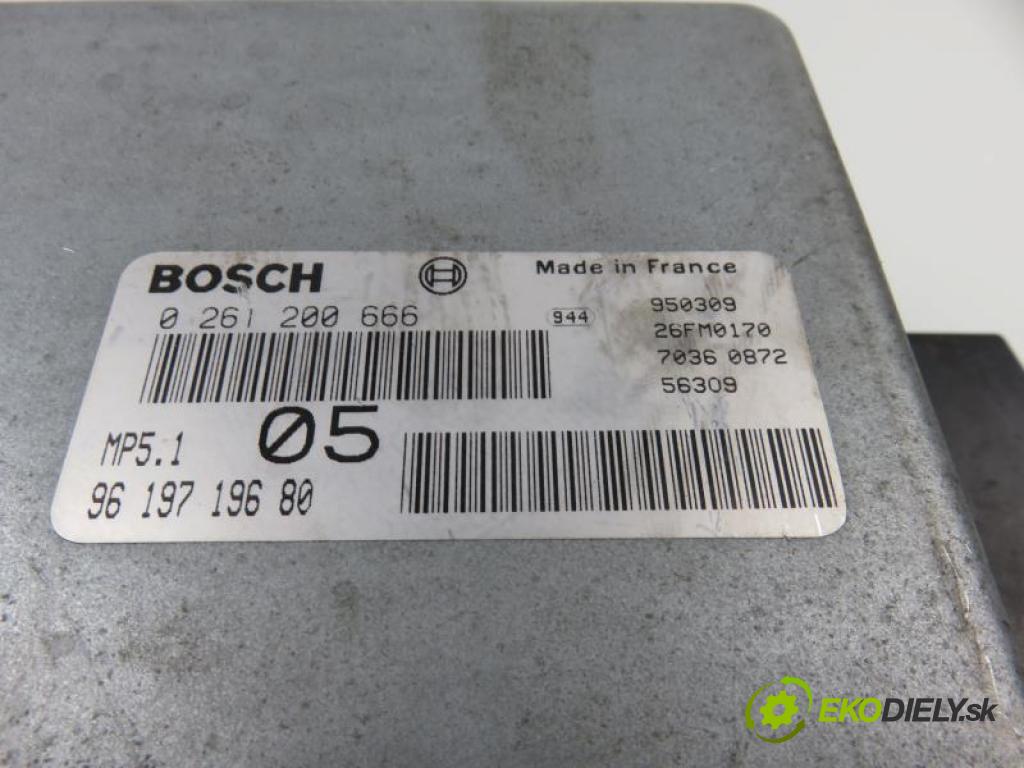 BOSCH
Made in France
0 261 200 666
944
950309
26FM0170
7036 0872
56309
MP5.1
05
96 197 196 80
EKODIELY.sk